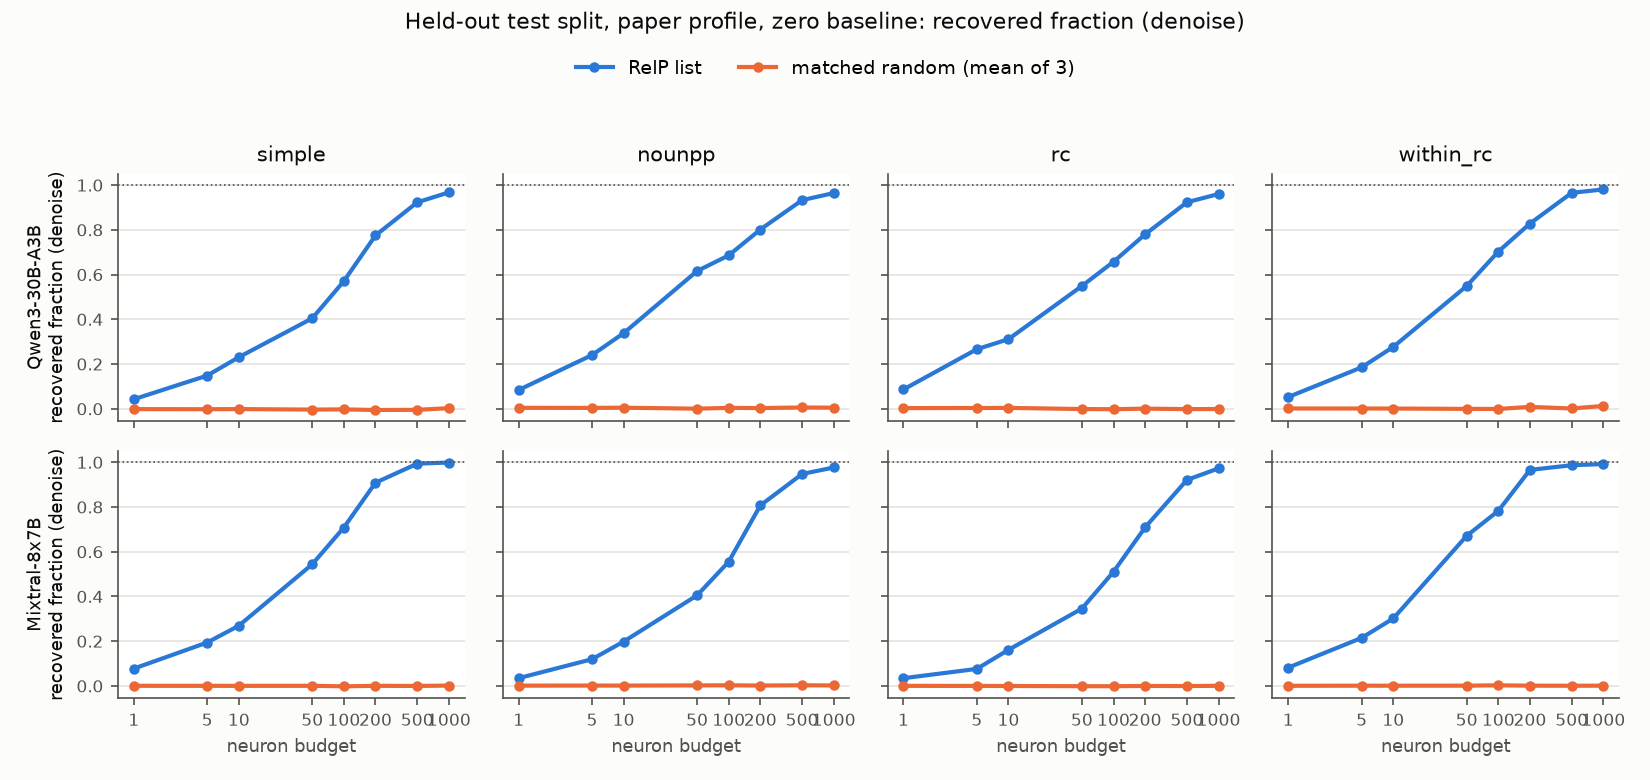 Held-out test split, paper profile, zero baseline: recovered fraction (denoise)
RelP list
matched random (mean of 3)
simple
nounpp
rc
within_rc
Qwen3-30B-A3B
recovered fraction (denoise)
1.0
0.8
0.6
0.4
0.2
0.0
Mixtral-8x7B
recovered fraction (denoise)
1.0
0.8
0.6
0.4
0.2
0.0
1 5 10 50 100 200 500 1000
1 5 10 50 100 200 500 1000
1 5 10 50 100 200 500 1000
1 5 10 50 100 200 500 1000
neuron budget
neuron budget
neuron budget
neuron budget